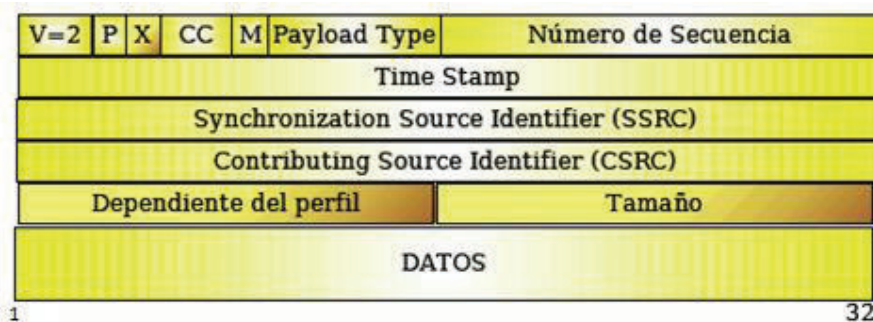 V=2 P X CC M Payload Type Número de Secuencia
Time Stamp
Synchronization Source Identifier (SSRC)
Contributing Source Identifier (CSRC)
Dependiente del perfil Tamaño
DATOS
1 32